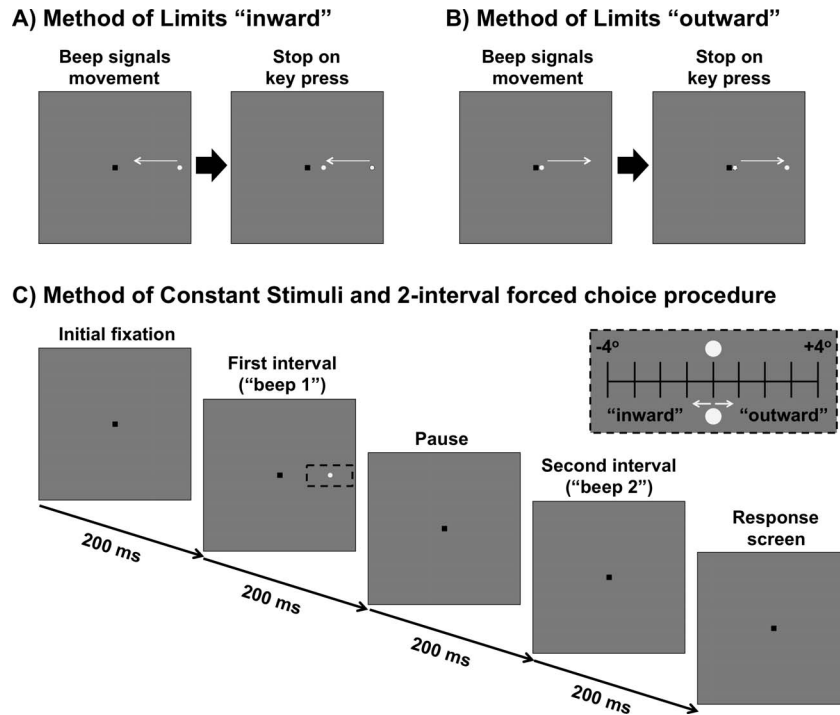 A) Method of Limits “inward”
Beep signals
movement
Stop on
key press
B) Method of Limits “outward”
Beep signals
movement
Stop on
key press
C) Method of Constant Stimuli and 2-interval forced choice procedure
Initial fixation
First interval
(“beep 1”)
Pause
Second interval
(“beep 2”)
Response
screen
-4º
+4º
“inward”
“outward”
200 ms
200 ms
200 ms
200 ms